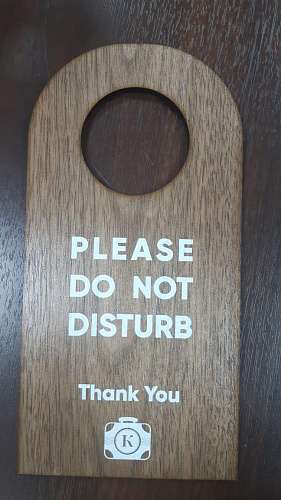 PLEASE
DO NOT
DISTURB
Thank You
K